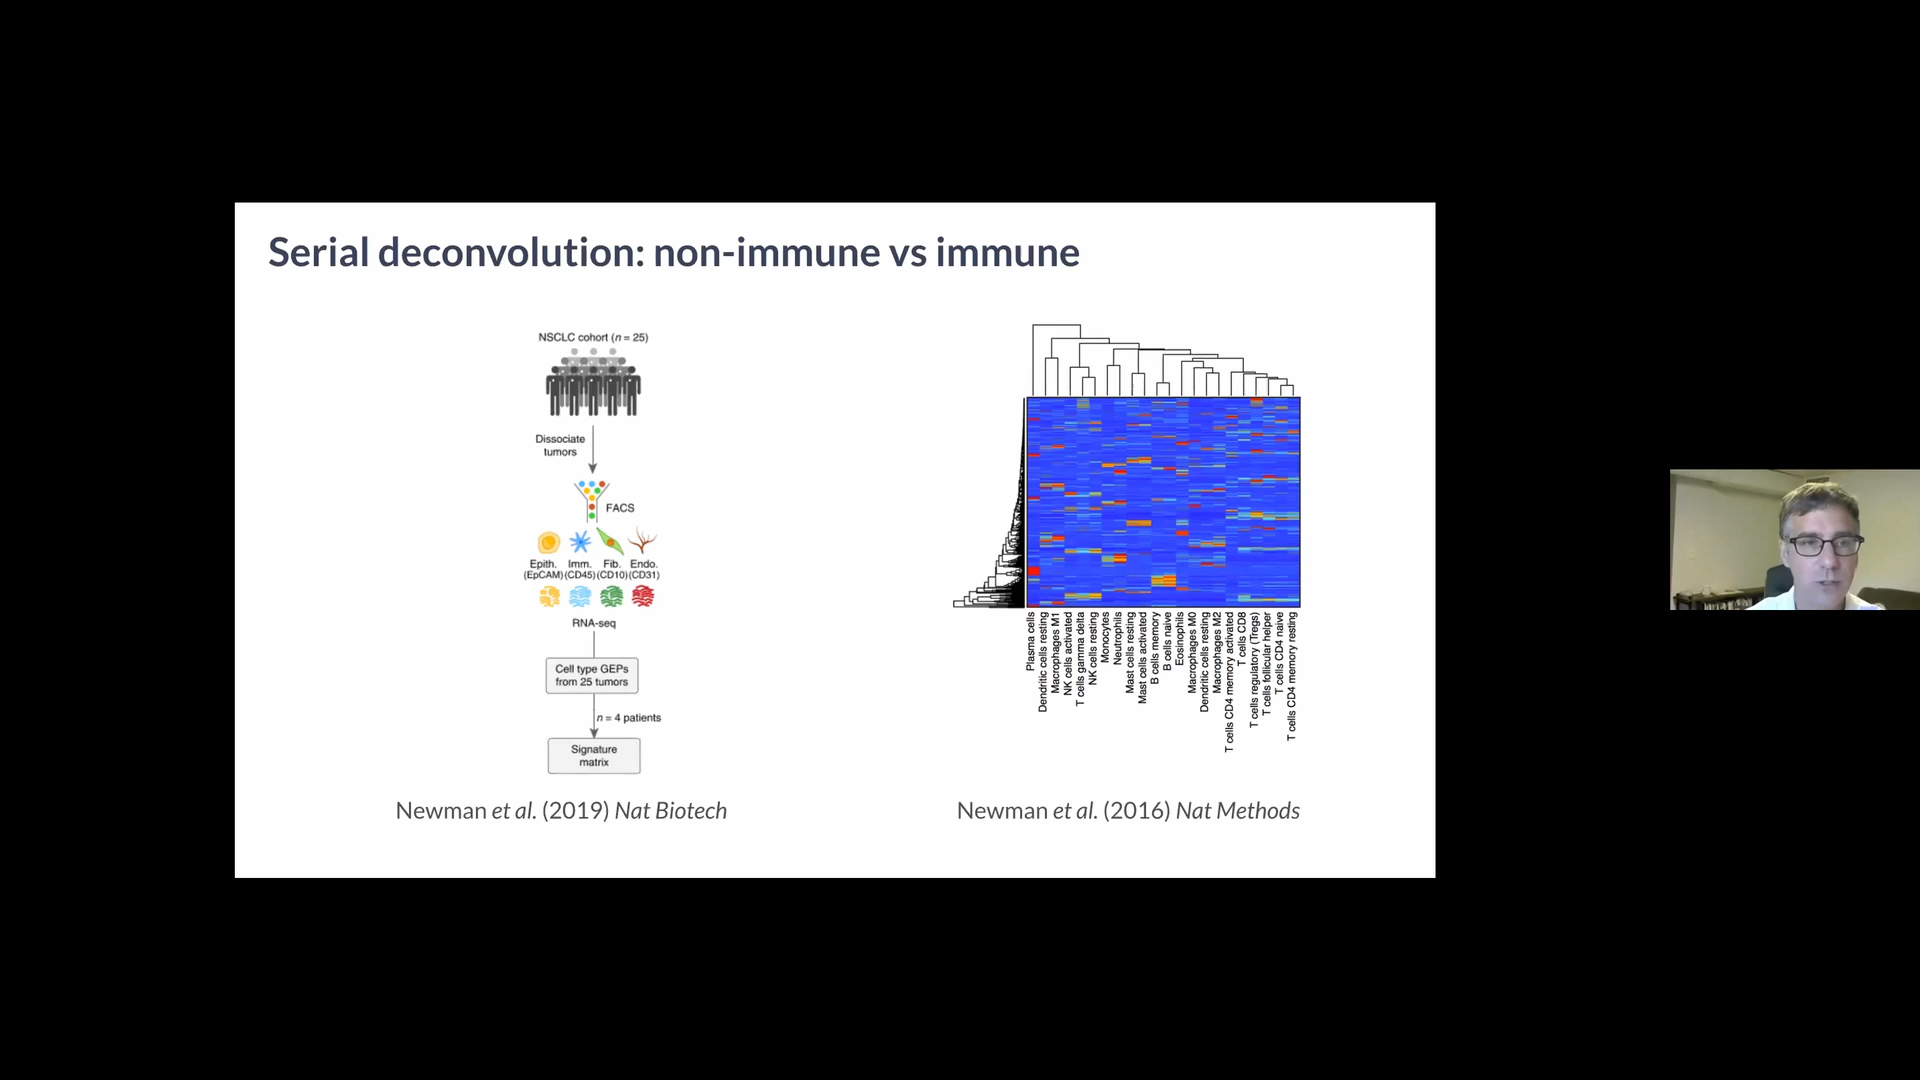 Serial deconvolution: non-immune vs immune
NSCLC cohort (n = 25)
Dissociate
tumors
FACS
Epith. Imm. Fib. Endo.
(EpCAM) (CD45) (CD10) (CD31)
RNA-seq
Cell type GEPs
from 25 tumors
n = 4 patients
Signature
matrix
Newman et al. (2019) Nat Biotech
Plasma cells
Dendritic cells resting
Macrophages M1
NK cells activated
T cells gamma delta
NK cells resting
Monocytes
Neutrophils
Mast cells resting
Mast cells activated
B cells memory
B cells naive
Eosinophils
Macrophages M0
Dendritic cells resting
Macrophages M2
T cells CD4 memory activated
T cells CD8
T cells regulatory (Tregs)
T cells follicular helper
T cells CD4 naive
T cells CD4 memory resting
Newman et al. (2016) Nat Methods